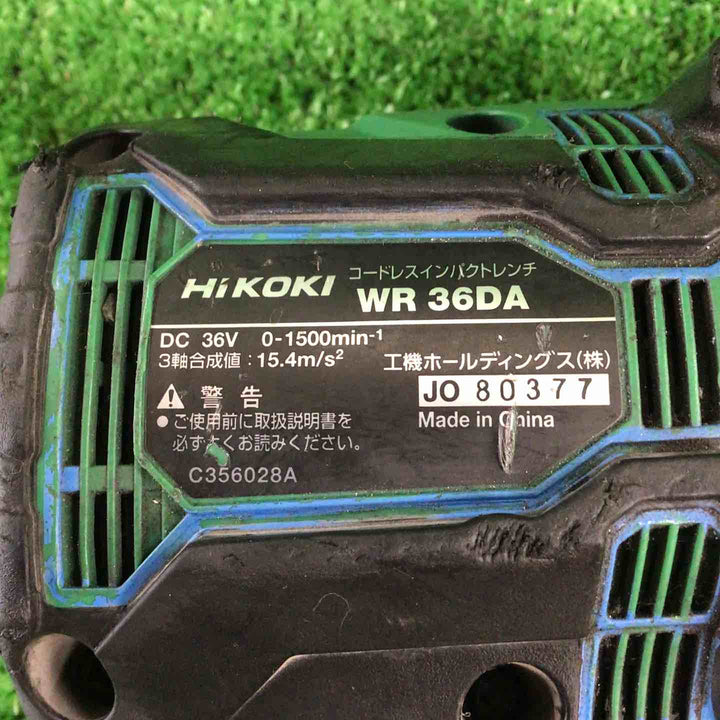 HiKOKI コードレスインパクトレンチ
WR 36DA
DC 36V 0-1500min-1
3軸合成値：15.4m/s²
工機ホールディングス(株)
JO 80377
Made in China
⚠ 警告
●ご使用前に取扱説明書を
必ずよくお読みください。
C356028A